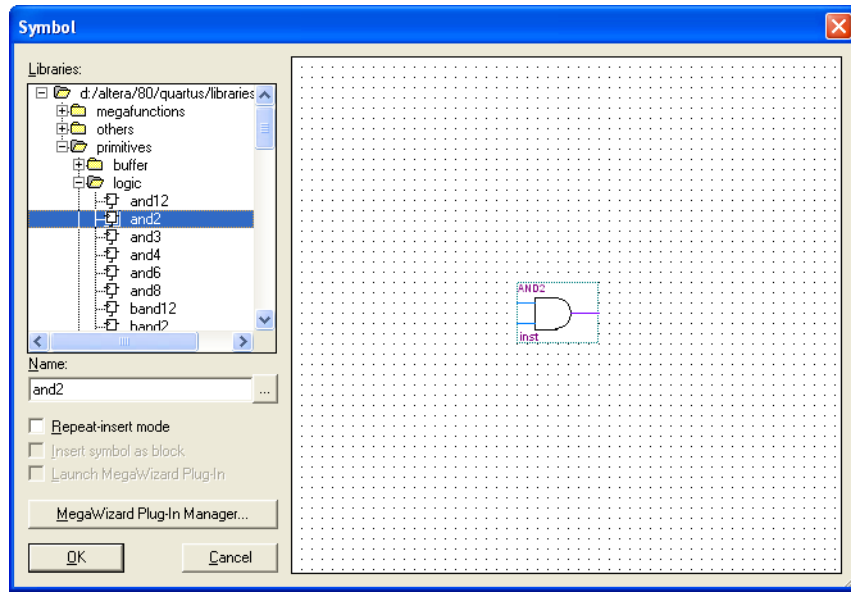 Symbol
Libraries:
d:/altera/80/quartus/libraries
megafunctions
others
primitives
buffer
logic
and12
and2
and3
and4
and6
and8
band12
band2
Name:
and2
...
Repeat-insert mode
Insert symbol as block
Launch MegaWizard Plug-In
MegaWizard Plug-In Manager...
OK
Cancel
AND2
inst